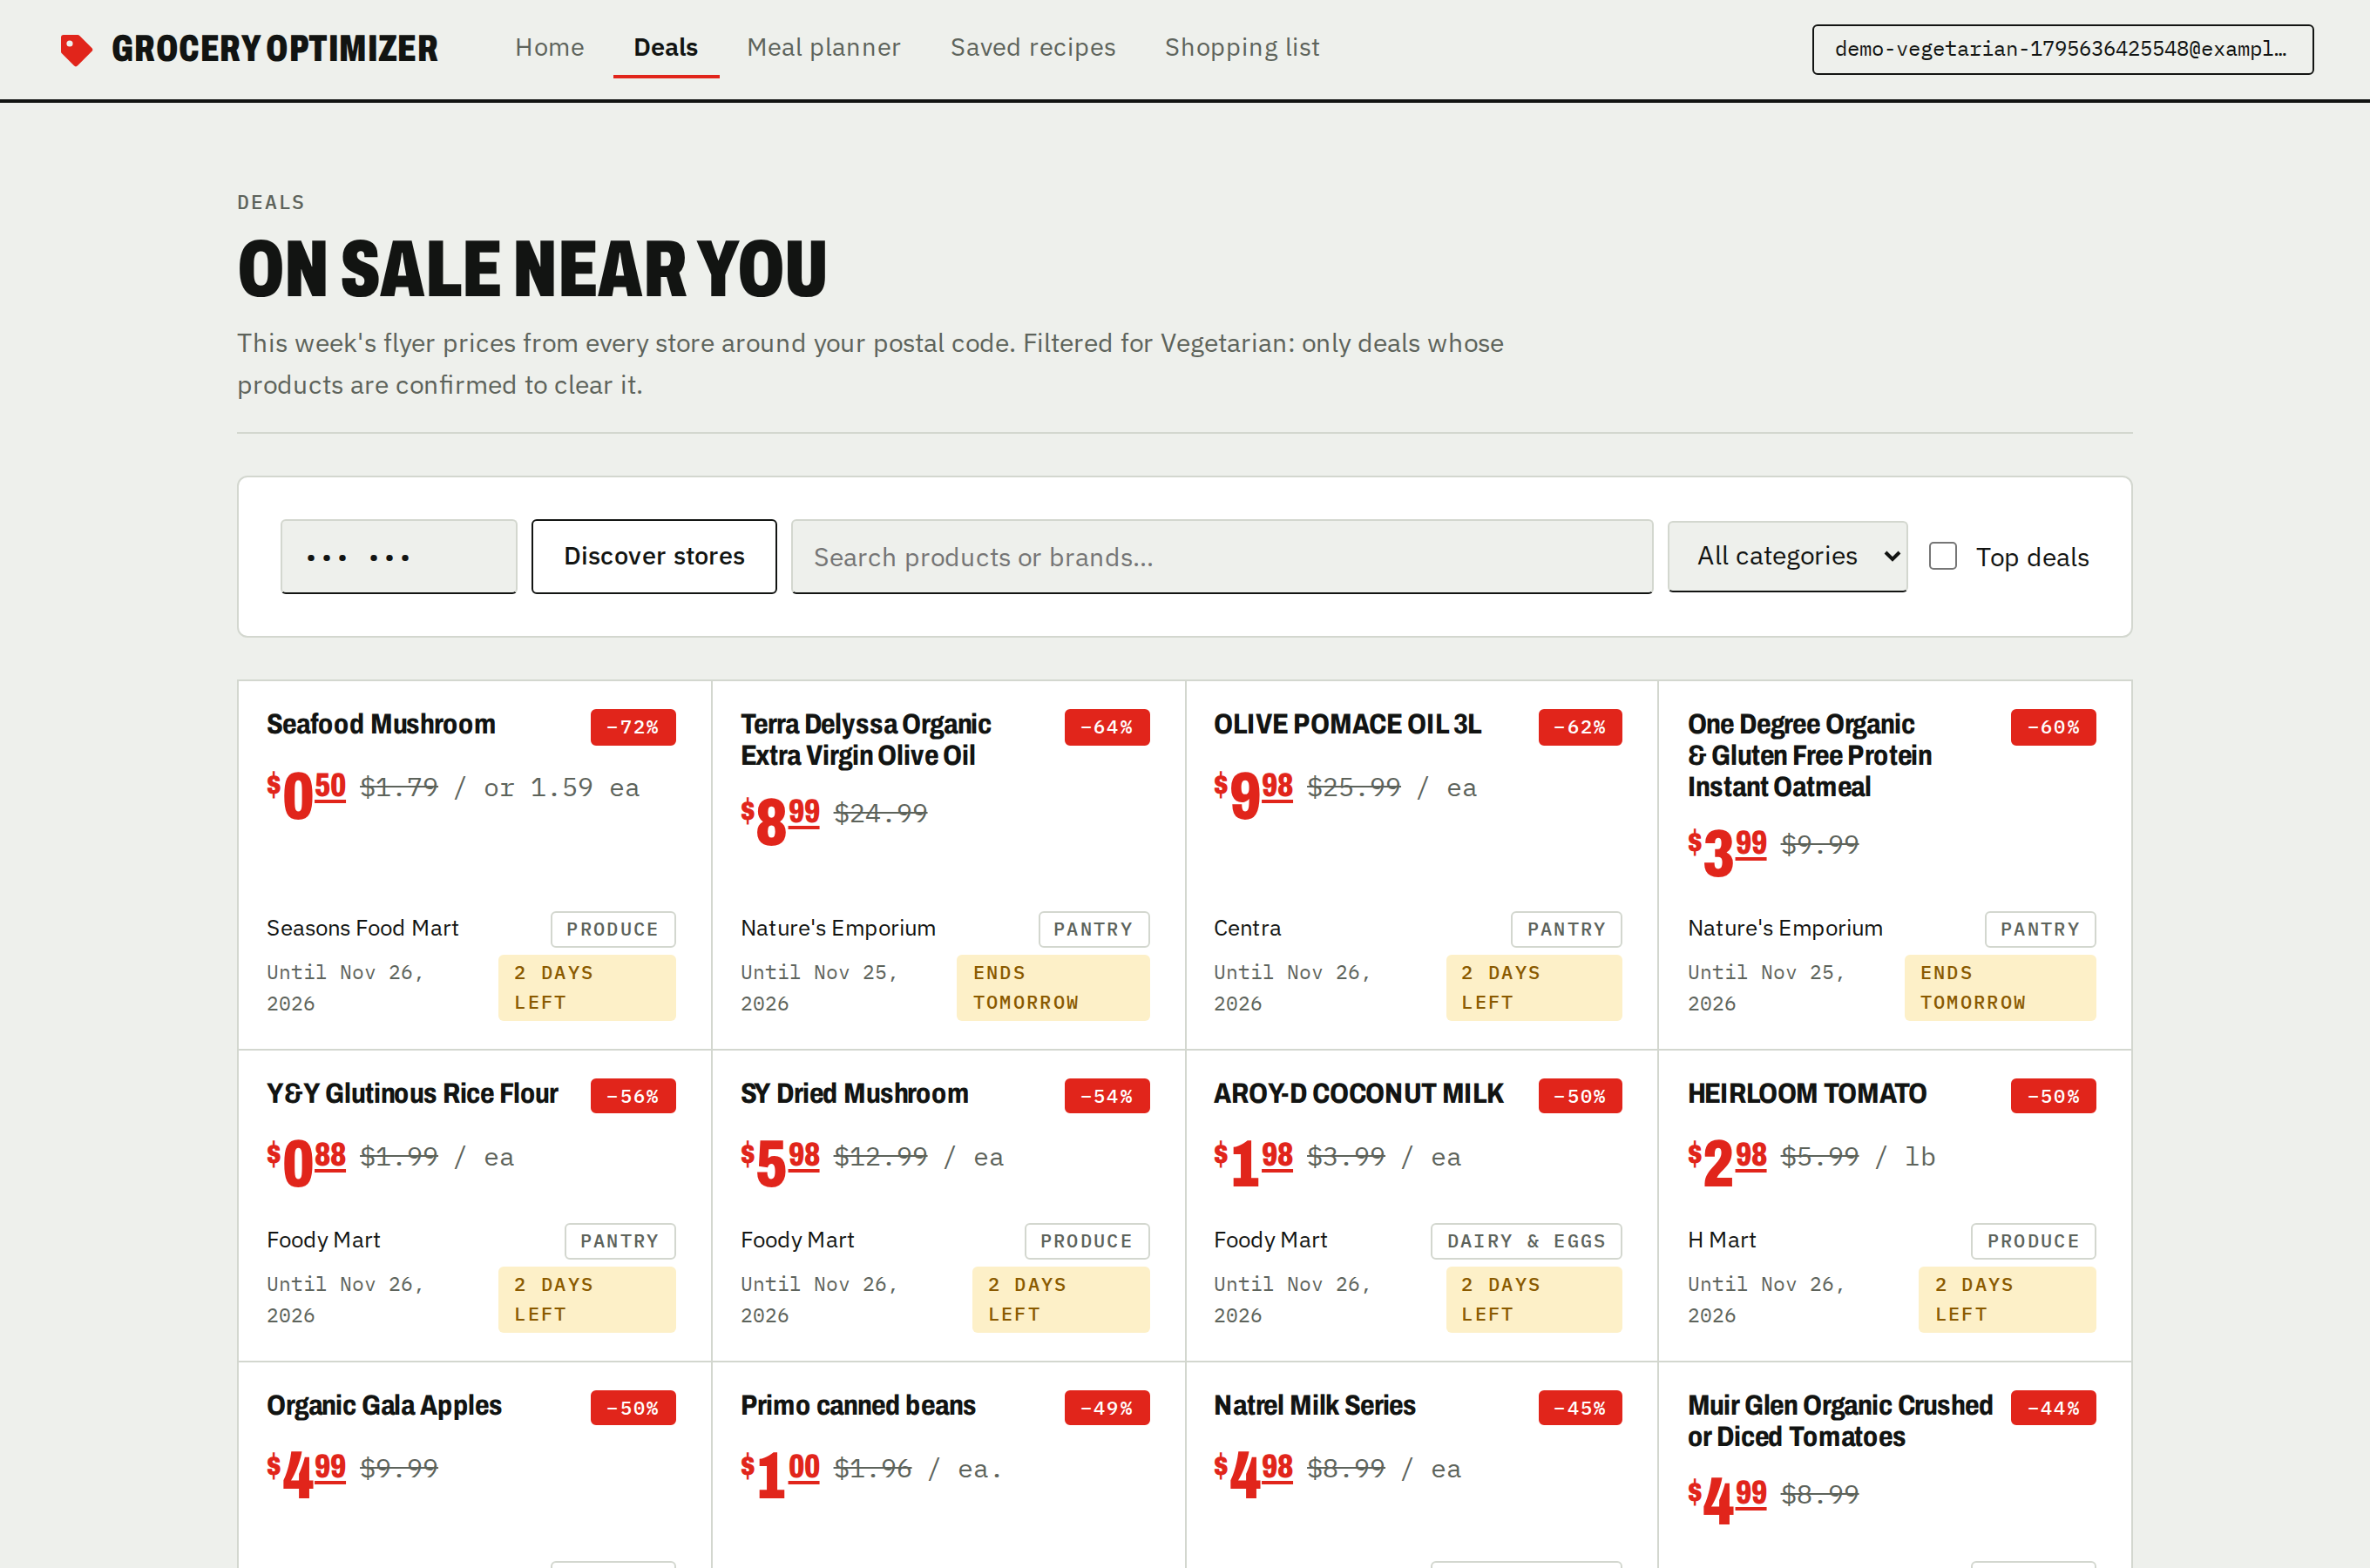 GROCERY OPTIMIZER
Home
Deals
Meal planner
Saved recipes
Shopping list
demo-vegetarian-1795636425548@exampl…
DEALS
ON SALE NEAR YOU
This week's flyer prices from every store around your postal code. Filtered for Vegetarian: only deals whose
products are confirmed to clear it.
••• •••
Discover stores
Search products or brands...
All categories
Top deals
Seafood Mushroom
−72%
$0 50 $1.79 / or 1.59 ea
Seasons Food Mart
PRODUCE
Until Nov 26,
2026
2 DAYS
LEFT
Terra Delyssa Organic
Extra Virgin Olive Oil
−64%
$8 99 $24.99
Nature's Emporium
PANTRY
Until Nov 25,
2026
ENDS
TOMORROW
OLIVE POMACE OIL 3L
−62%
$9 98 $25.99 / ea
Centra
PANTRY
Until Nov 26,
2026
2 DAYS
LEFT
One Degree Organic
& Gluten Free Protein
Instant Oatmeal
−60%
$3 99 $9.99
Nature's Emporium
PANTRY
Until Nov 25,
2026
ENDS
TOMORROW
Y&Y Glutinous Rice Flour
−56%
$0 88 $1.99 / ea
Foody Mart
PANTRY
Until Nov 26,
2026
2 DAYS
LEFT
SY Dried Mushroom
−54%
$5 98 $12.99 / ea
Foody Mart
PRODUCE
Until Nov 26,
2026
2 DAYS
LEFT
AROY-D COCONUT MILK
−50%
$1 98 $3.99 / ea
Foody Mart
DAIRY & EGGS
Until Nov 26,
2026
2 DAYS
LEFT
HEIRLOOM TOMATO
−50%
$2 98 $5.99 / lb
H Mart
PRODUCE
Until Nov 26,
2026
2 DAYS
LEFT
Organic Gala Apples
−50%
$4 99 $9.99
Primo canned beans
−49%
$1 00 $1.96 / ea.
Natrel Milk Series
−45%
$4 98 $8.99 / ea
Muir Glen Organic Crushed
or Diced Tomatoes
−44%
$4 99 $8.99